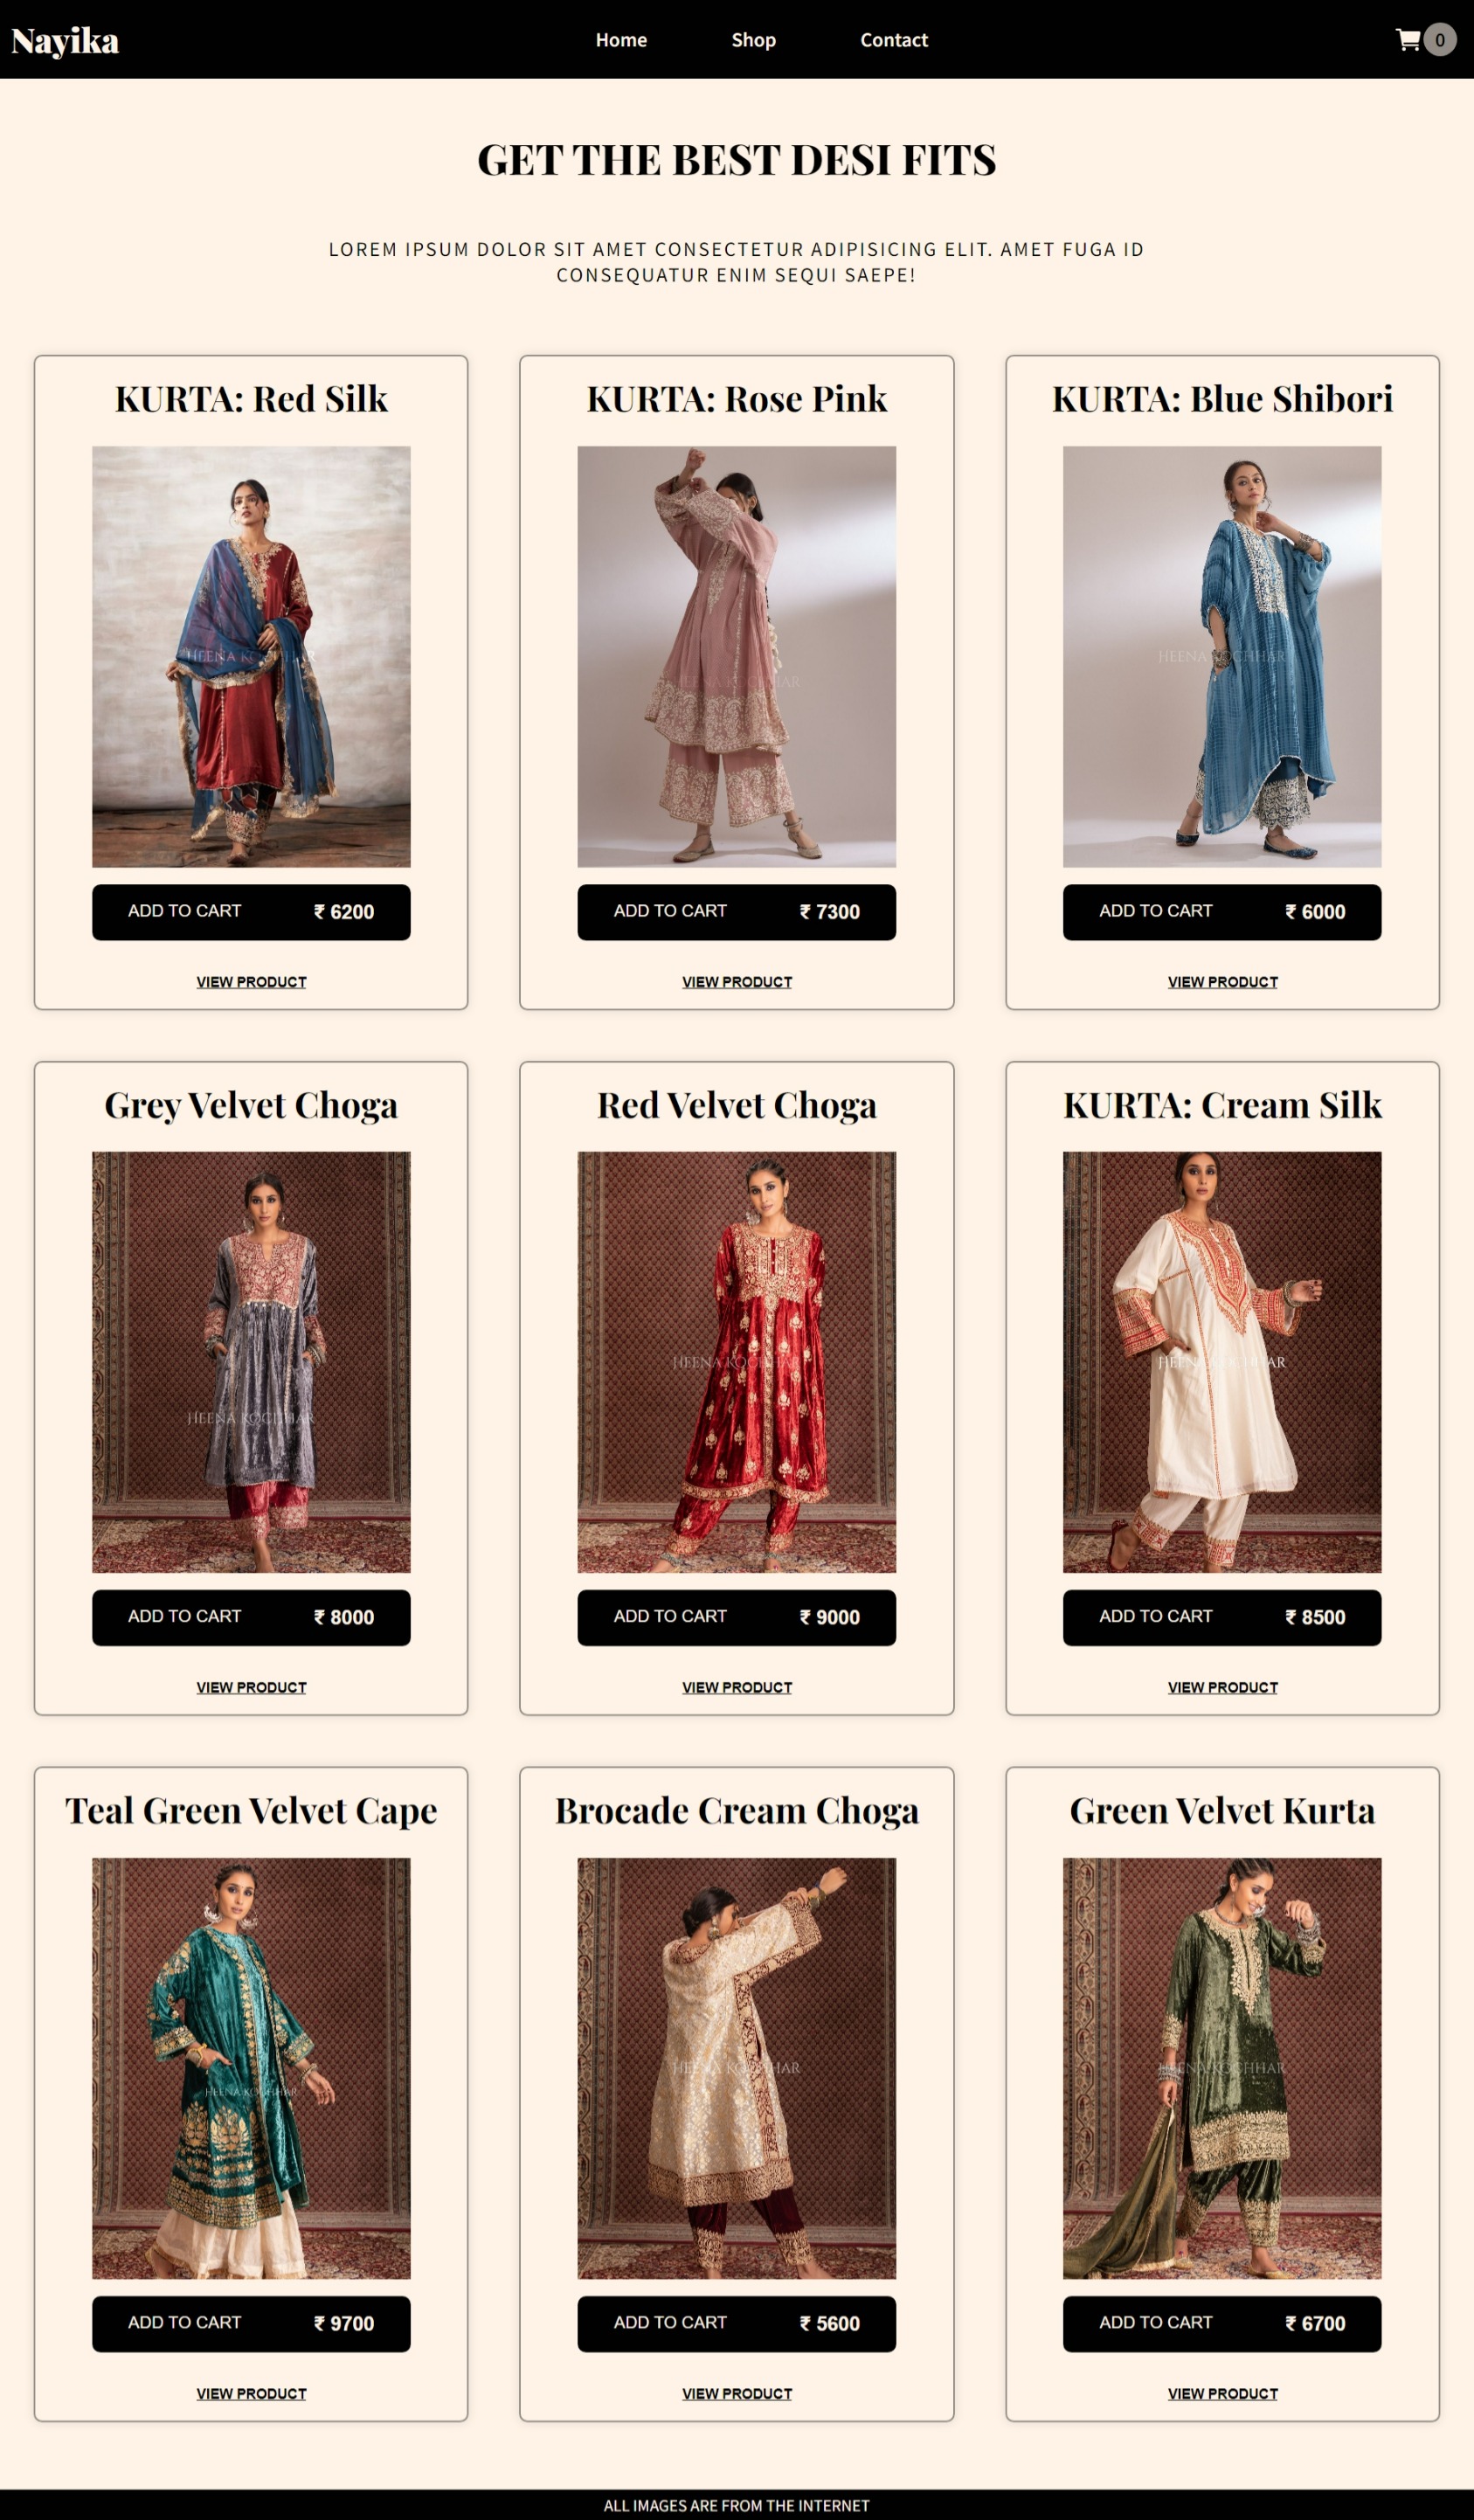 Nayika
Home Shop Contact
0
GET THE BEST DESI FITS
LOREM IPSUM DOLOR SIT AMET CONSECTETUR ADIPISICING ELIT. AMET FUGA ID
CONSEQUATUR ENIM SEQUI SAEPE!
KURTA: Red Silk
HEENA KOCHHAR
ADD TO CART ₹ 6200
VIEW PRODUCT
KURTA: Rose Pink
HEENA KOCHHAR
ADD TO CART ₹ 7300
VIEW PRODUCT
KURTA: Blue Shibori
HEENA KOCHHAR
ADD TO CART ₹ 6000
VIEW PRODUCT
Grey Velvet Choga
HEENA KOCHHAR
ADD TO CART ₹ 8000
VIEW PRODUCT
Red Velvet Choga
HEENA KOCHHAR
ADD TO CART ₹ 9000
VIEW PRODUCT
KURTA: Cream Silk
HEENA KOCHHAR
ADD TO CART ₹ 8500
VIEW PRODUCT
Teal Green Velvet Cape
HEENA KOCHHAR
ADD TO CART ₹ 9700
VIEW PRODUCT
Brocade Cream Choga
HEENA KOCHHAR
ADD TO CART ₹ 5600
VIEW PRODUCT
Green Velvet Kurta
HEENA KOCHHAR
ADD TO CART ₹ 6700
VIEW PRODUCT
ALL IMAGES ARE FROM THE INTERNET